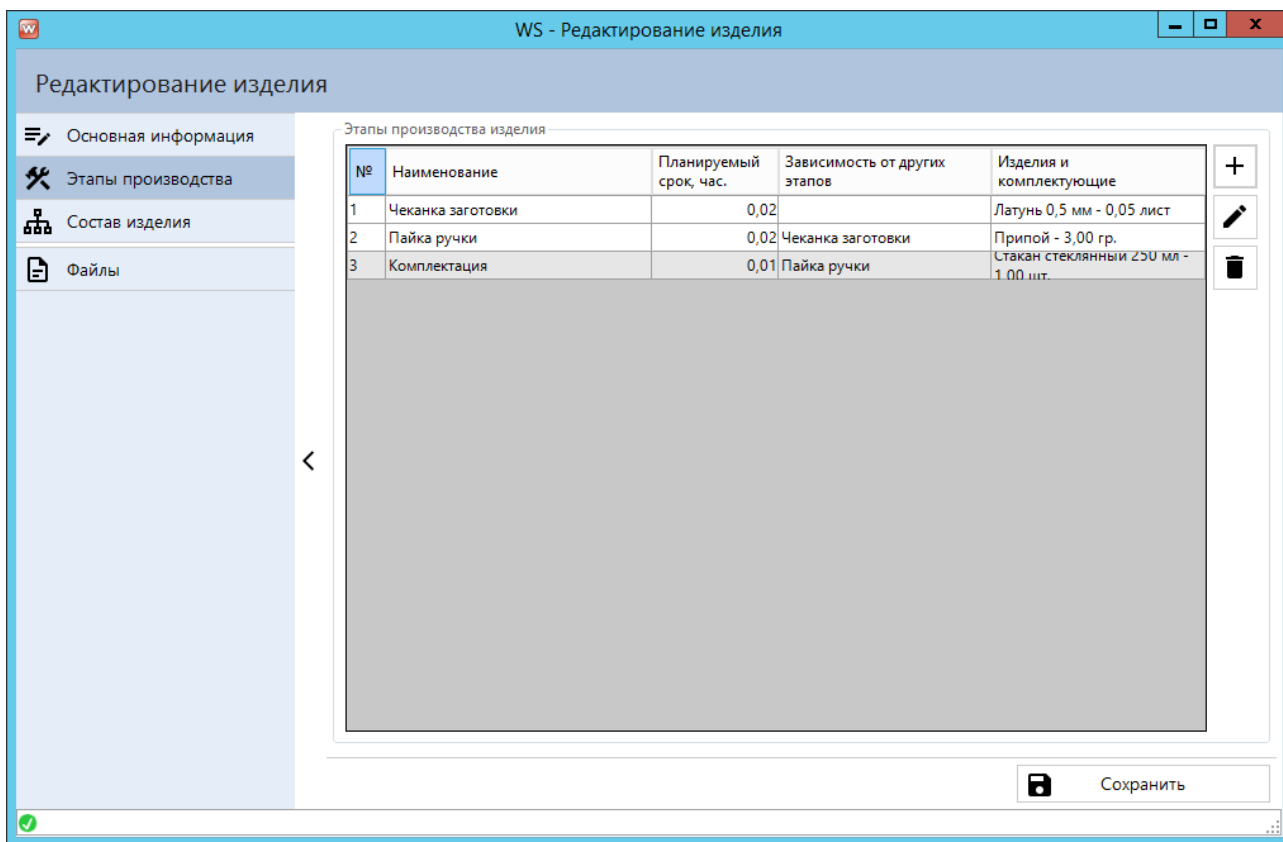 WS - Редактирование изделия
Редактирование изделия
Основная информация
Этапы производства
Состав изделия
Файлы
Этапы производства изделия
№ Наименование Планируемый срок, час. Зависимость от других этапов Изделия и комплектующие
1 Чеканка заготовки 0,02 Латунь 0,5 мм - 0,05 лист
2 Пайка ручки 0,02 Чеканка заготовки Припой - 3,00 гр.
3 Комплектация 0,01 Пайка ручки Стакан стеклянный 250 мл - 1,00 шт.
Сохранить